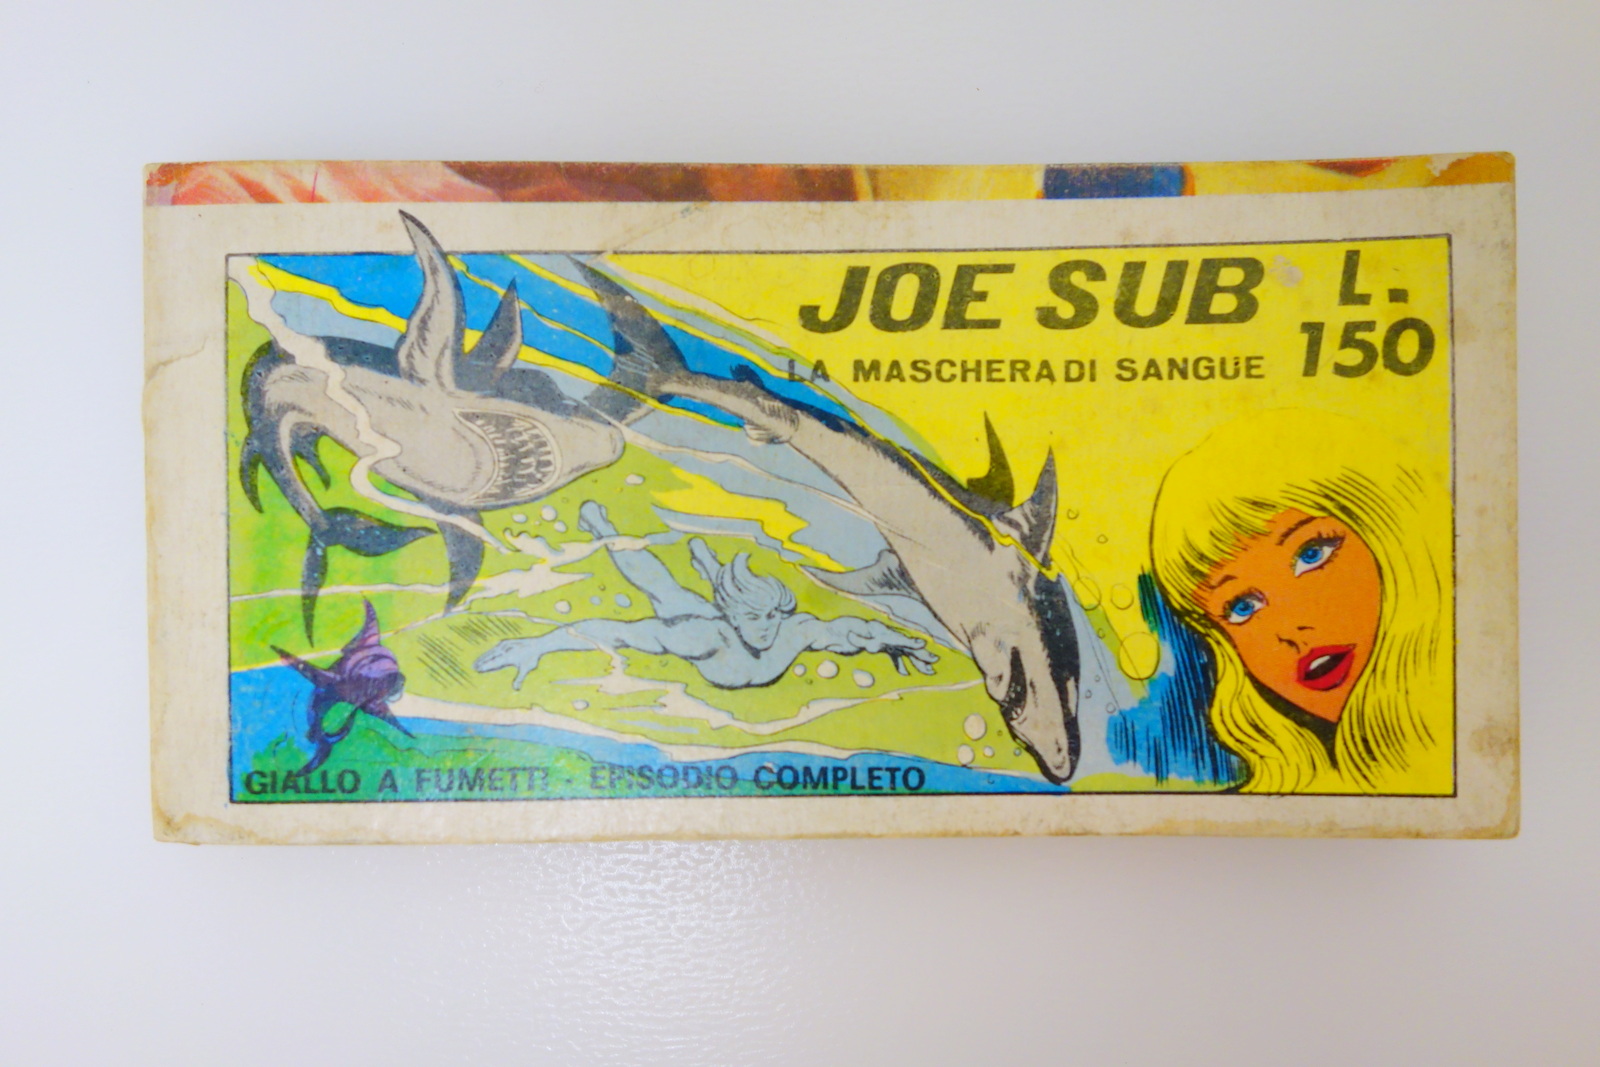 JOE SUB
L. 150
LA MASCHERA DI SANGUE
GIALLO A FUMETTI - EPISODIO COMPLETO